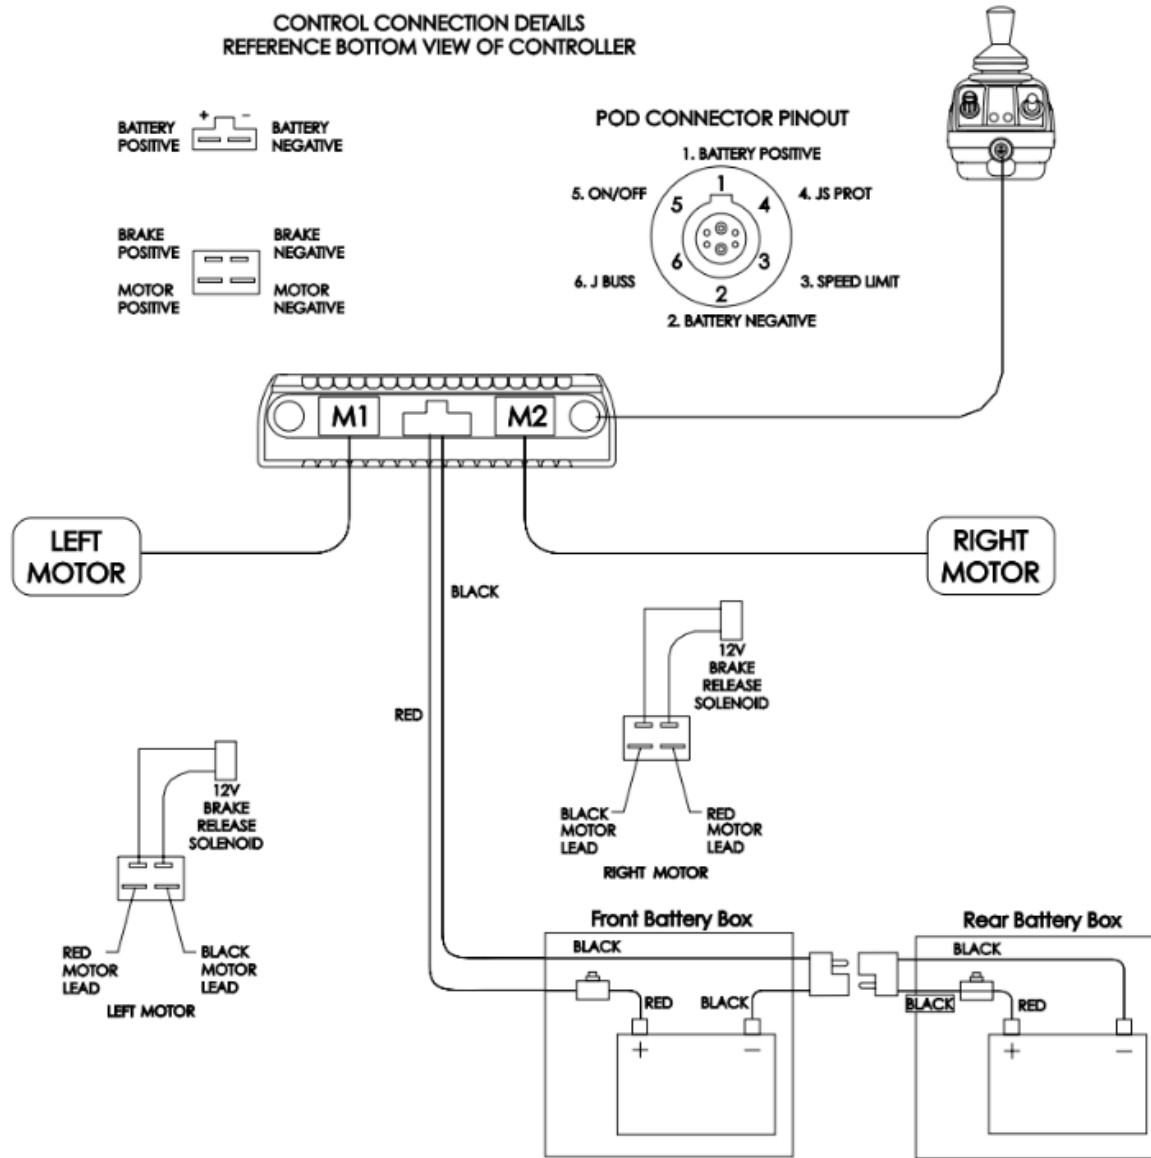 CONTROL CONNECTION DETAILS
REFERENCE BOTTOM VIEW OF CONTROLLER
+ -
BATTERY
POSITIVE
BATTERY
NEGATIVE
BRAKE
POSITIVE
BRAKE
NEGATIVE
MOTOR
POSITIVE
MOTOR
NEGATIVE
POD CONNECTOR PINOUT
1. BATTERY POSITIVE
5. ON/OFF
4. JS PROT
6. J BUSS
3. SPEED LIMIT
2. BATTERY NEGATIVE
1
5
4
6
3
2
M1
M2
LEFT
MOTOR
RIGHT
MOTOR
BLACK
RED
12V
BRAKE
RELEASE
SOLENOID
BLACK
MOTOR
LEAD
RED
MOTOR
LEAD
RIGHT MOTOR
12V
BRAKE
RELEASE
SOLENOID
RED
MOTOR
LEAD
BLACK
MOTOR
LEAD
LEFT MOTOR
Front Battery Box
BLACK
RED
BLACK
+ −
Rear Battery Box
BLACK
BLACK
RED
+ −